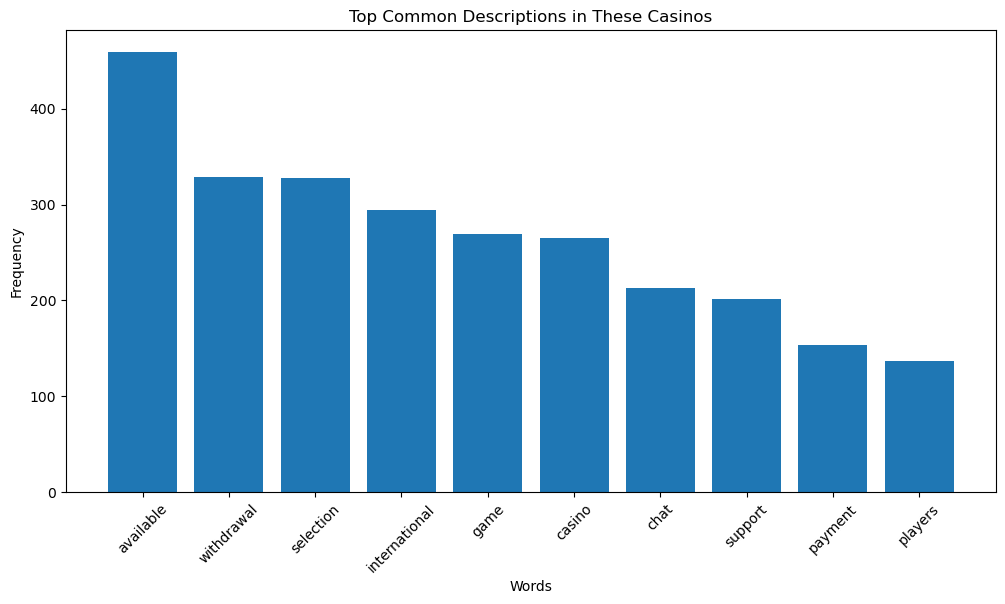 Top Common Descriptions in These Casinos
Frequency
400
300
200
100
0
available
withdrawal
selection
international
game
casino
chat
support
payment
players
Words